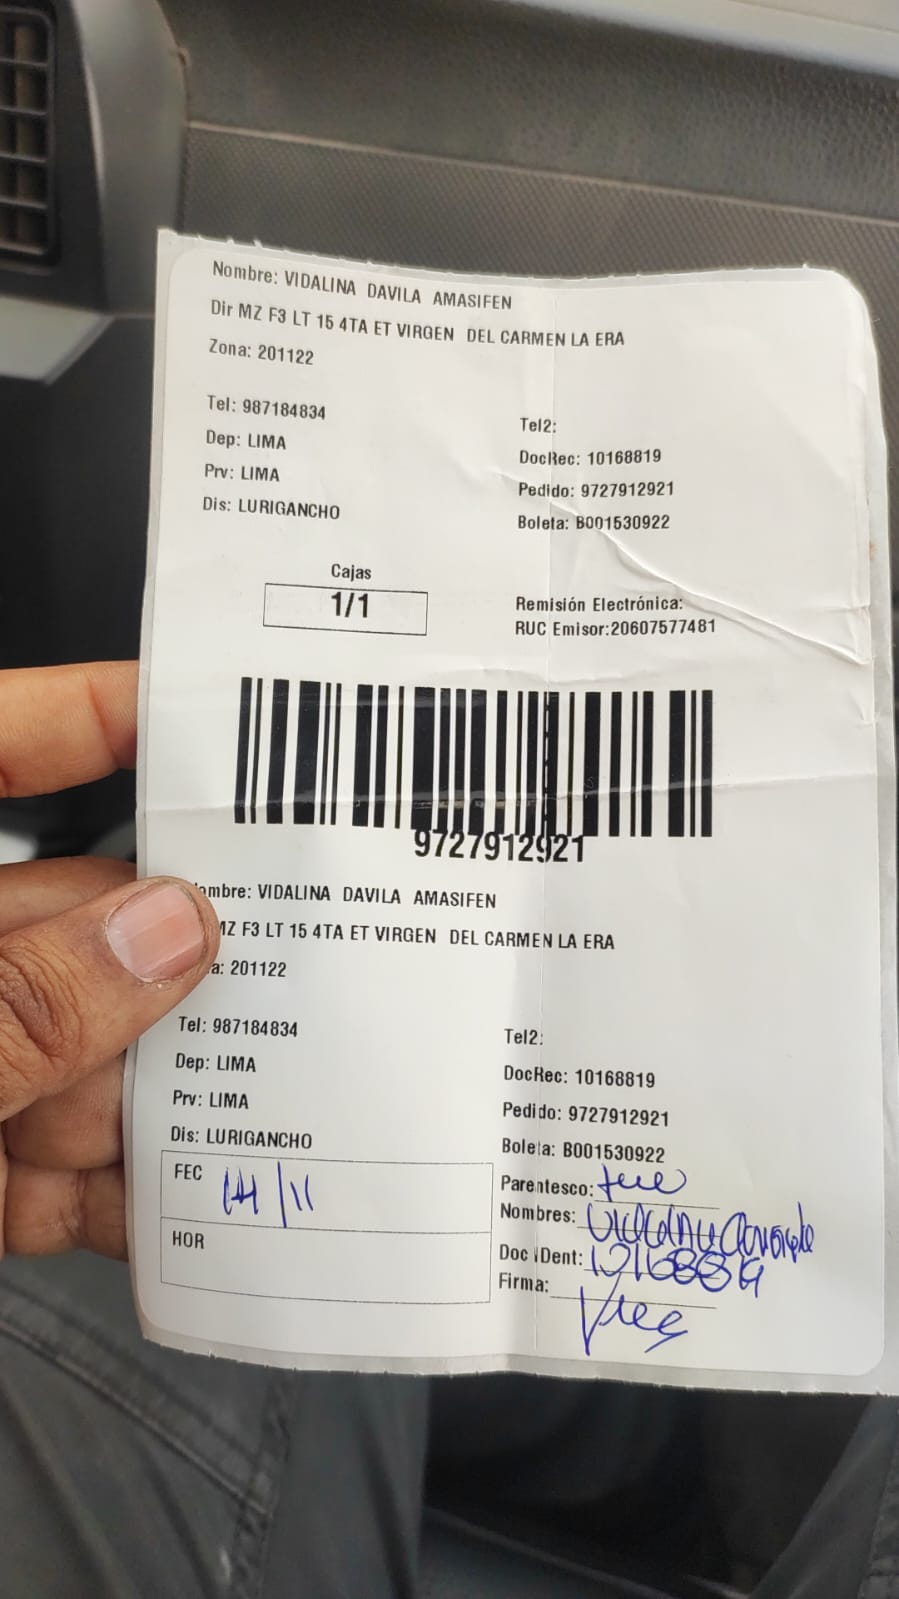 Nombre: VIDALINA DAVILA AMASIFEN
Dir MZ F3 LT 15 4TA ET VIRGEN DEL CARMEN LA ERA
Zona: 201122
Tel: 987184834
Tel2:
Dep: LIMA
DocRec: 10168819
Prv: LIMA
Pedido: 9727912921
Dis: LURIGANCHO
Boleta: B001530922
Cajas
1/1
Remisión Electrónica:
RUC Emisor:20607577481
9727912921
ombre: VIDALINA DAVILA AMASIFEN
MZ F3 LT 15 4TA ET VIRGEN DEL CARMEN LA ERA
a: 201122
Tel: 987184834
Tel2:
Dep: LIMA
DocRec: 10168819
Prv: LIMA
Pedido: 9727912921
Dis: LURIGANCHO
Boleta: B001530922
FEC 14/11
Parentesco:
Nombres:
HOR
Doc IDent:
Firma: